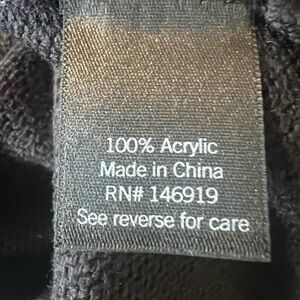 100% Acrylic
Made in China
RN# 146919
See reverse for care